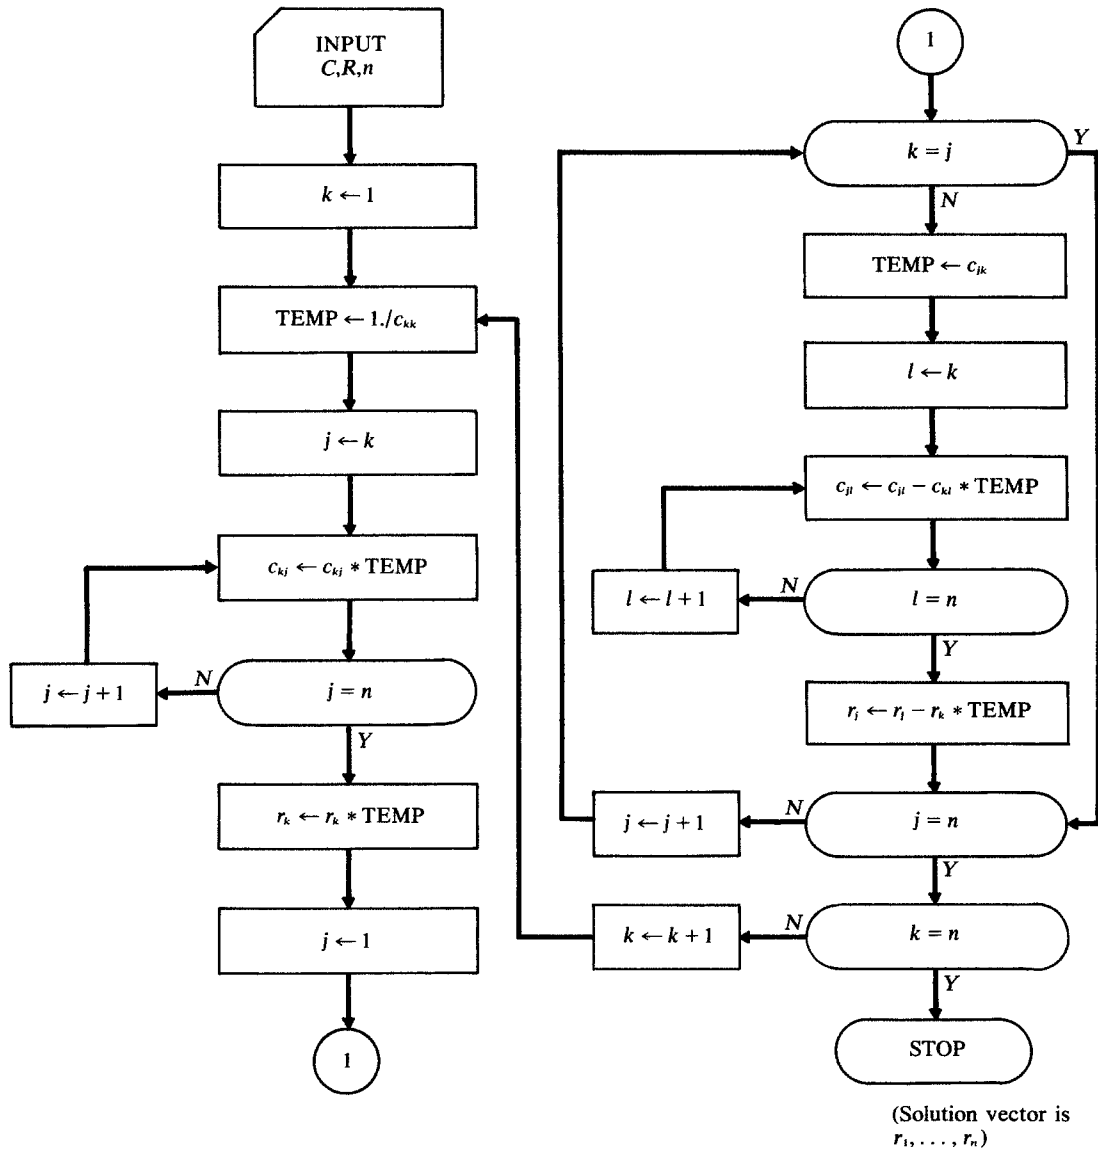 INPUT
C,R,n
k ← 1
TEMP ← 1./c_kk
j ← k
c_kj ← c_kj * TEMP
N
j ← j + 1
j = n
Y
r_k ← r_k * TEMP
j ← 1
1
1
k = j
Y
N
TEMP ← c_jk
l ← k
c_jl ← c_jl − c_kl * TEMP
l ← l + 1
N
l = n
Y
r_j ← r_j − r_k * TEMP
j ← j + 1
N
j = n
Y
k ← k + 1
N
k = n
Y
STOP
(Solution vector is
r_1, . . . , r_n)